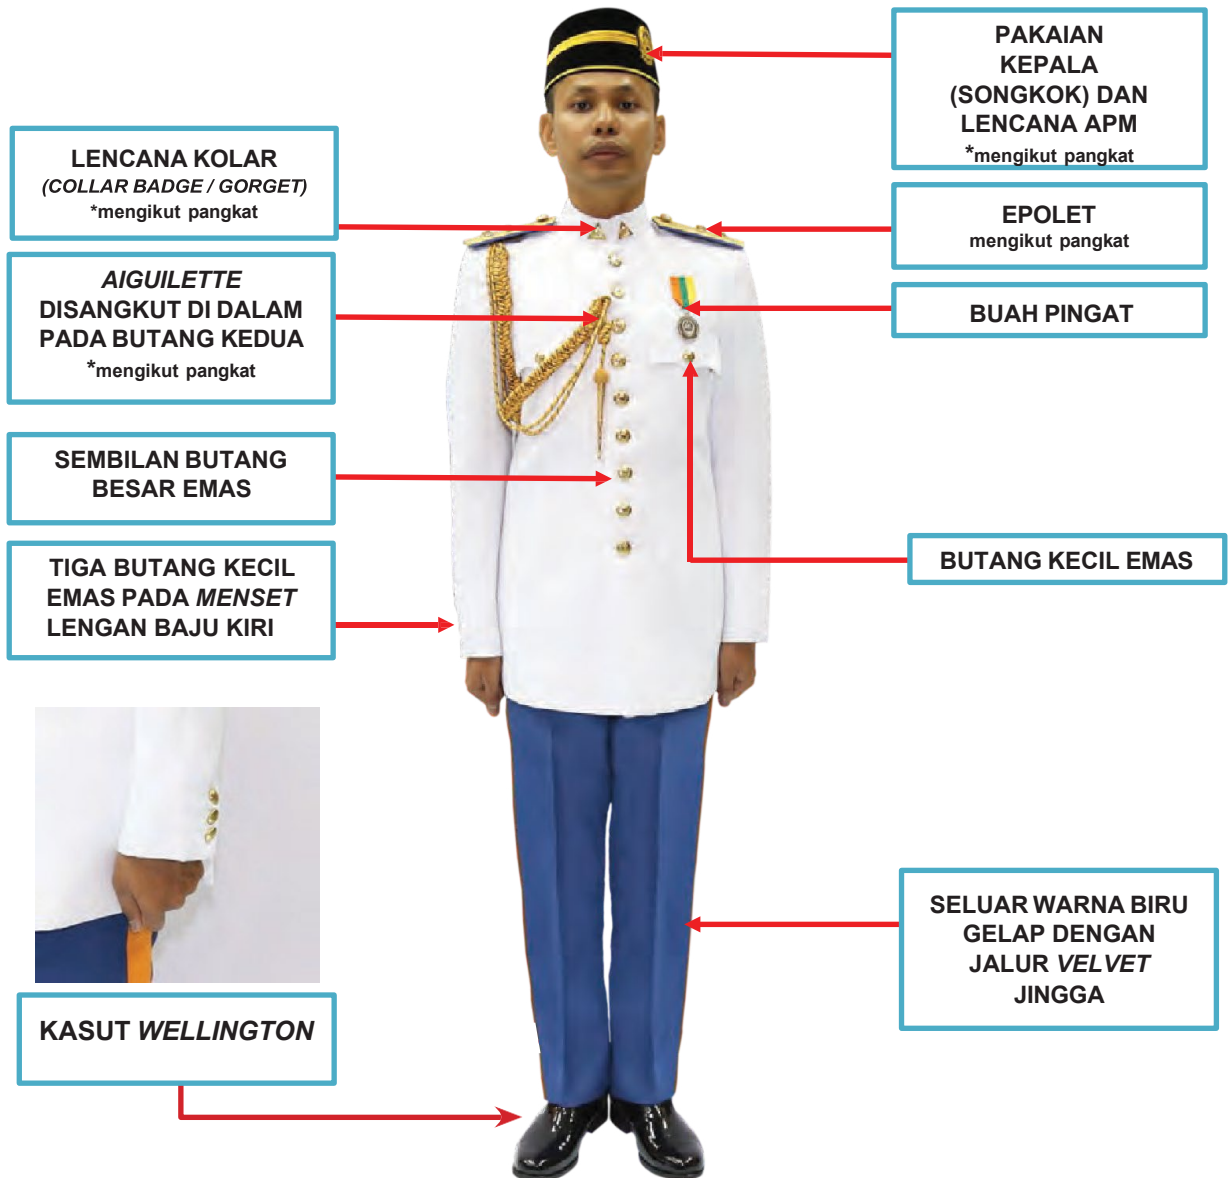 PAKAIAN
KEPALA
(SONGKOK) DAN
LENCANA APM
*mengikut pangkat
LENCANA KOLAR
(COLLAR BADGE / GORGET)
*mengikut pangkat
EPOLET
mengikut pangkat
AIGUILETTE
DISANGKUT DI DALAM
PADA BUTANG KEDUA
*mengikut pangkat
BUAH PINGAT
SEMBILAN BUTANG
BESAR EMAS
TIGA BUTANG KECIL
EMAS PADA MENSET
LENGAN BAJU KIRI
BUTANG KECIL EMAS
SELUAR WARNA BIRU
GELAP DENGAN
JALUR VELVET
JINGGA
KASUT WELLINGTON